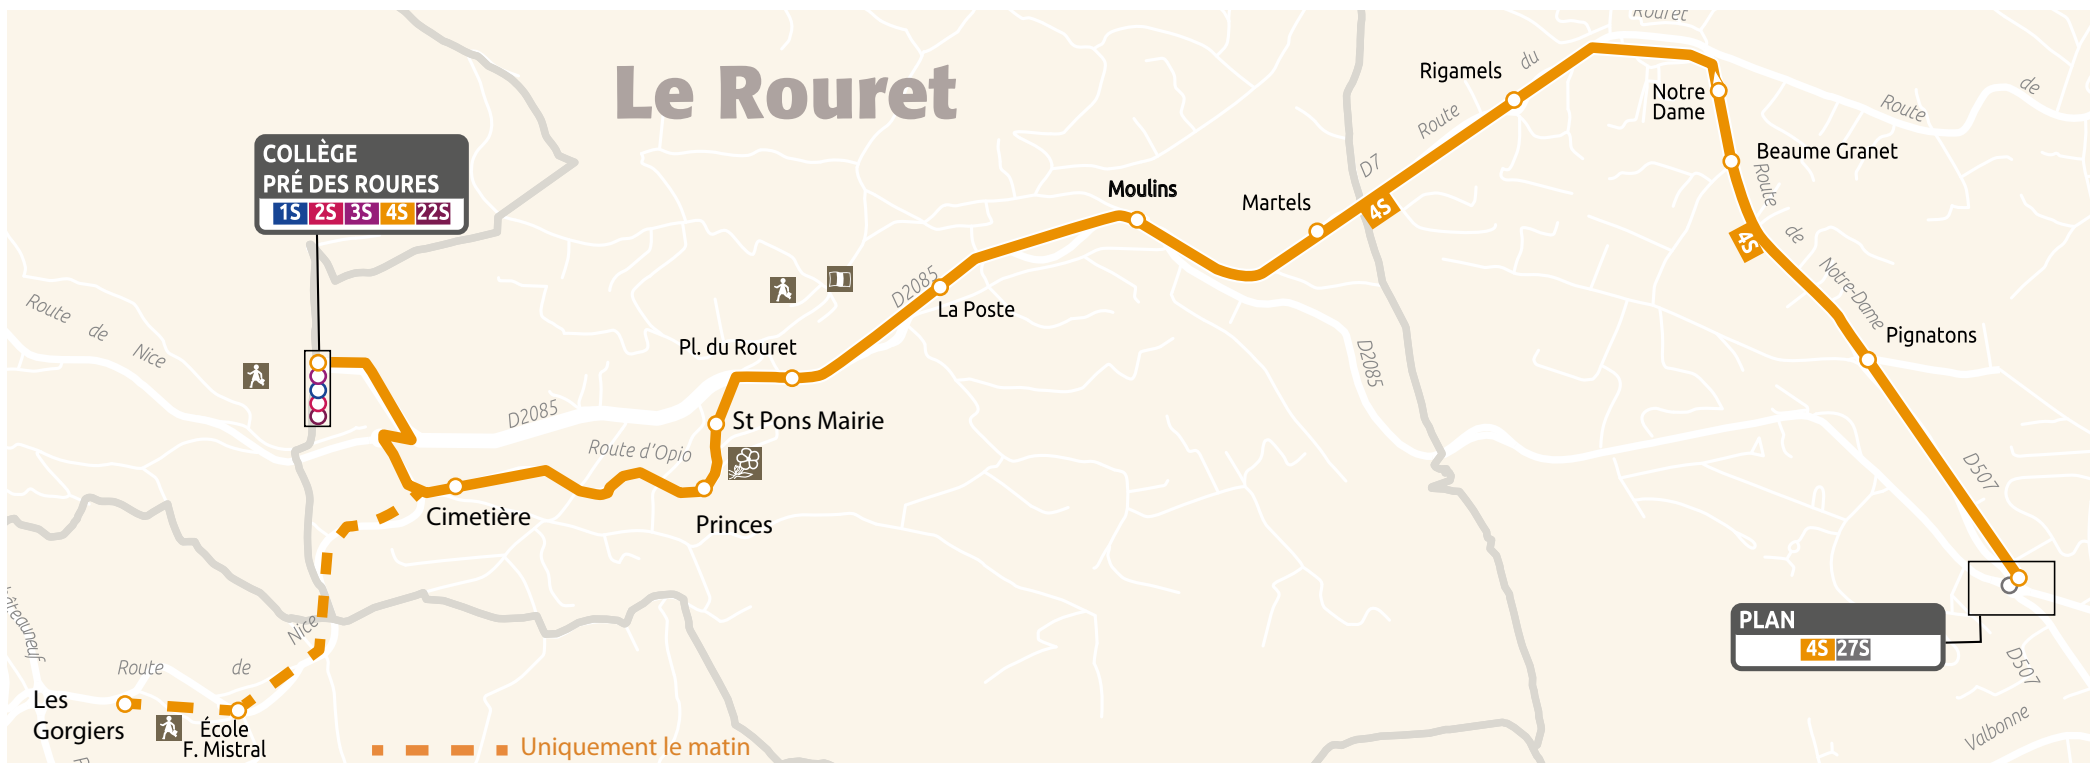 Rouret
Le Rouret
COLLÈGE
PRÉ DES ROURES
1S 2S 3S 4S 22S
Rigamels
du
Route
D7
Notre
Dame
Route
de
Beaume Granet
Route
de
Notre-Dame
4S
Moulins
Martels
4S
D2085
La Poste
Pl. du Rouret
Pignatons
Route
de
Nice
D2085
D2085
St Pons Mairie
Route d'Opio
Cimetière
Princes
D507
PLAN
4S 27S
D507
Valbonne
Nice
Route
de
Les
Gorgiers
École
F. Mistral
Uniquement le matin